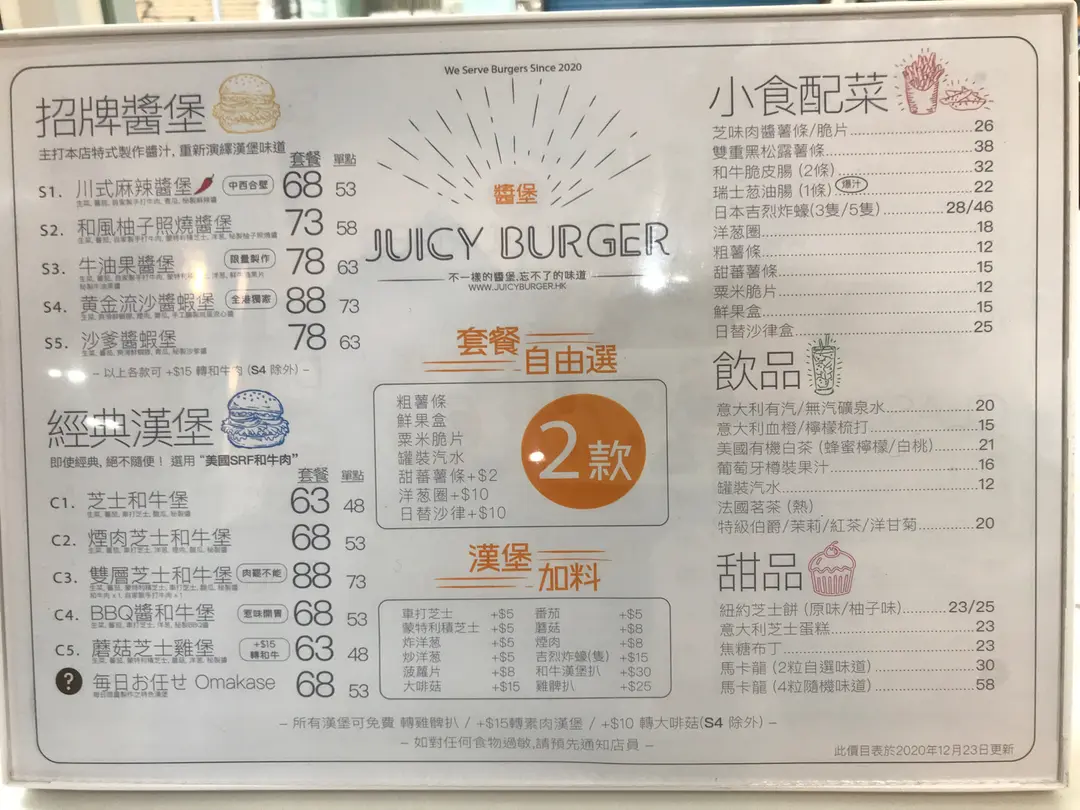 We Serve Burgers Since 2020
醬堡
JUICY BURGER
不一樣的醬堡,忘不了的味道
WWW.JUICYBURGER.HK
招牌醬堡
主打本店特式製作醬汁, 重新演繹漢堡味道
套餐 單點
S1. 川式麻辣醬堡 中西合壁 68 53
S2. 和風柚子照燒醬堡 73 58
S3. 牛油果醬堡 限量製作 78 63
S4. 黄金流沙醬蝦堡 全港獨家 88 73
S5. 沙爹醬蝦堡 78 63
– 以上各款可 +$15 轉和牛肉 (S4 除外) –
經典漢堡
即使經典, 絕不隨便！ 選用 “美國SRF和牛肉”
套餐 單點
C1. 芝士和牛堡 63 48
C2. 煙肉芝士和牛堡 68 53
C3. 雙層芝士和牛堡 肉罷不能 88 73
C4. BBQ醬和牛堡 惹味開胃 68 53
C5. 蘑菇芝士雞堡 +$15 轉和牛 63 48
? 每日お任せ Omakase 68 53
套餐自由選
粗薯條
鮮果盒
粟米脆片
罐裝汽水
甜蕃薯條+$2
洋葱圈+$10
日替沙律+$10
2款
漢堡加料
車打芝士 +$5 番茄 +$5
蒙特利積芝士 +$5 蘑菇 +$8
炸洋葱 +$5 煙肉 +$8
炒洋葱 +$5 吉烈炸蠔(隻) +$15
菠蘿片 +$8 和牛漢堡扒 +$30
大啡菇 +$15 雞髀扒 +$25
小食配菜
芝味肉醬薯條/脆片 26
雙重黑松露薯條 38
和牛脆皮腸 (2條) 32
瑞士葱油腸 (1條) 爆汁 22
日本吉烈炸蠔(3隻/5隻) 28/46
洋葱圈 18
粗薯條 12
甜蕃薯條 15
粟米脆片 12
鮮果盒 15
日替沙律盒 25
飲品
意大利有汽/無汽礦泉水 20
意大利血橙/檸檬梳打 15
美國有機白茶 (蜂蜜檸檬/白桃) 21
葡萄牙樽裝果汁 16
罐裝汽水 12
法國茗茶 (熱)
特級伯爵/茉莉/紅茶/洋甘菊 20
甜品
紐約芝士餅 (原味/柚子味) 23/25
意大利芝士蛋糕 23
焦糖布丁 23
馬卡龍 (2粒自選味道) 30
馬卡龍 (4粒隨機味道) 58
– 所有漢堡可免費 轉雞髀扒 / +$15轉素肉漢堡 / +$10 轉大啡菇(S4 除外) –
– 如對任何食物過敏,請預先通知店員 –
此價目表於2020年12月23日更新